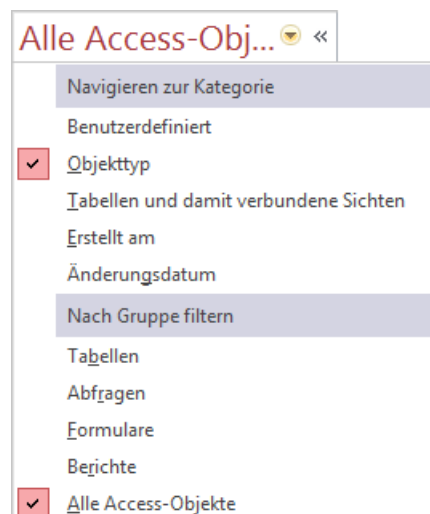 Alle Access-Obj... «
Navigieren zur Kategorie
Benutzerdefiniert
Objekttyp
Tabellen und damit verbundene Sichten
Erstellt am
Änderungsdatum
Nach Gruppe filtern
Tabellen
Abfragen
Formulare
Berichte
Alle Access-Objekte